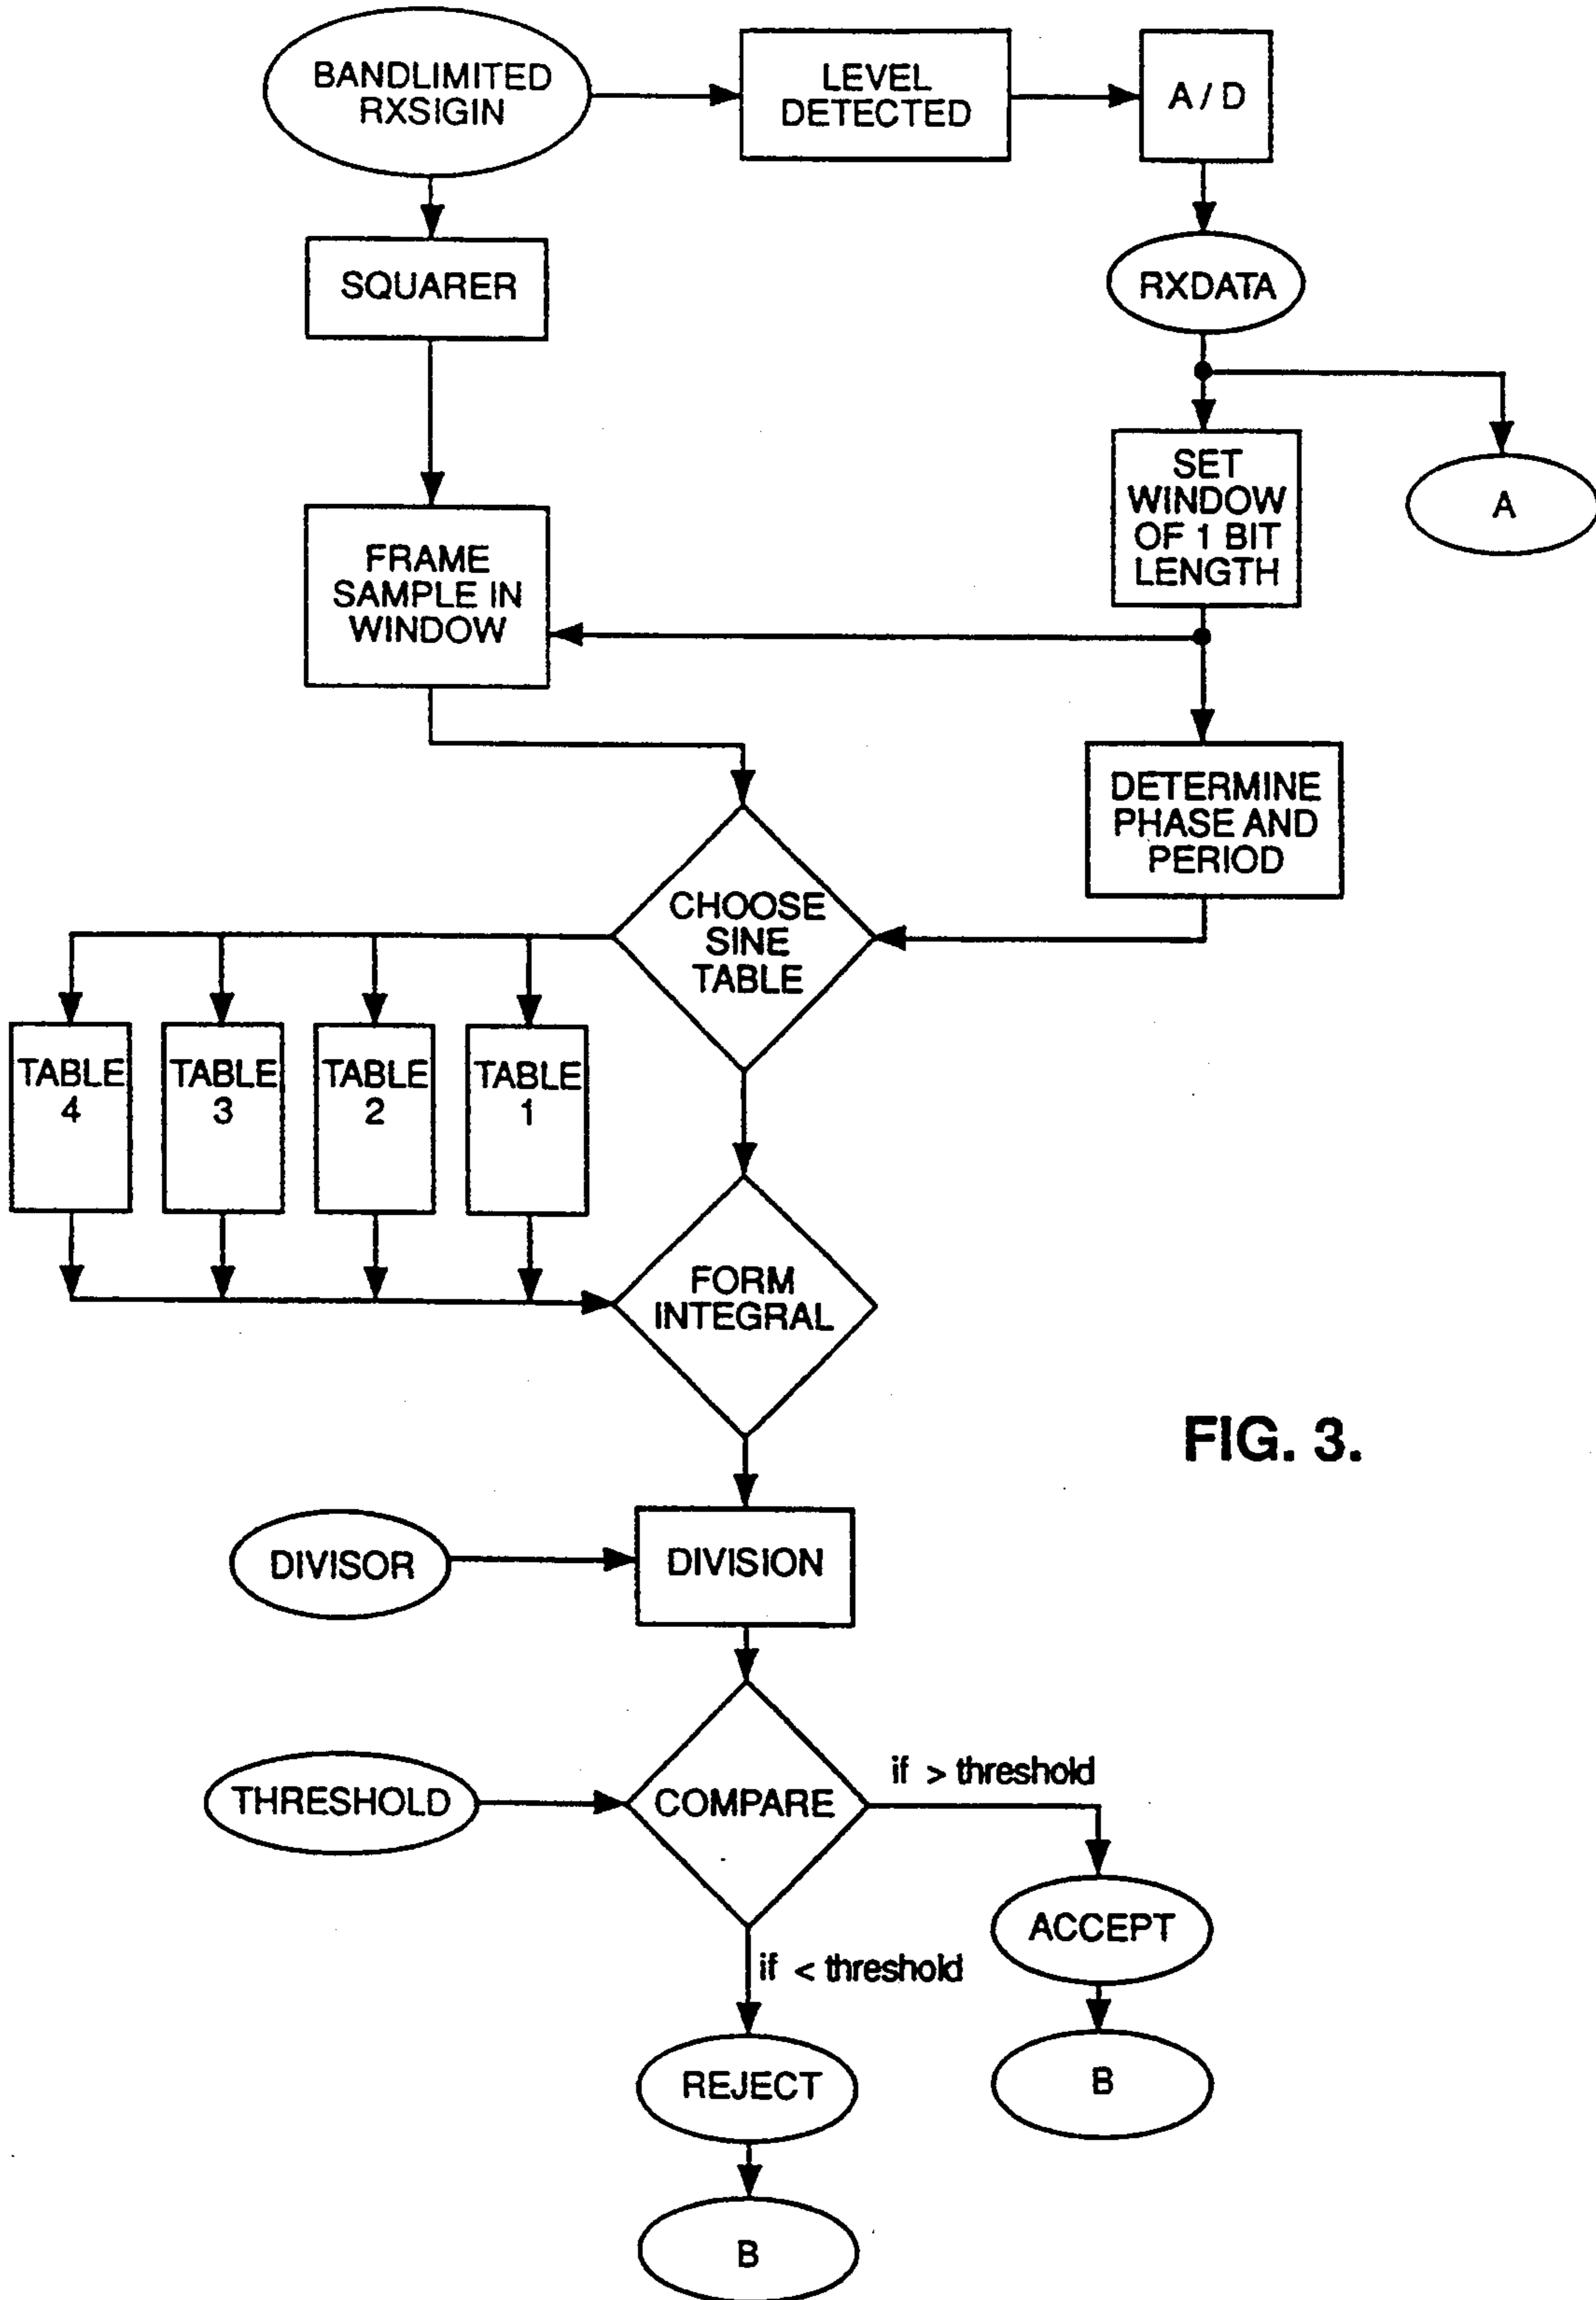 BANDLIMITED
RXSIGIN
LEVEL
DETECTED
A / D
SQUARER
RXDATA
SET
WINDOW
OF 1 BIT
LENGTH
A
FRAME
SAMPLE IN
WINDOW
DETERMINE
PHASE AND
PERIOD
CHOOSE
SINE
TABLE
TABLE
4
TABLE
3
TABLE
2
TABLE
1
FORM
INTEGRAL
FIG. 3.
DIVISOR
DIVISION
THRESHOLD
COMPARE
if > threshold
ACCEPT
if < threshold
REJECT
B
B